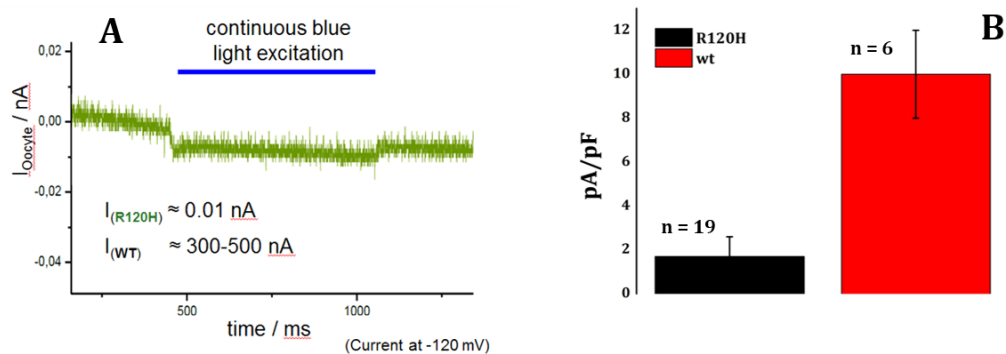 A
continuous blue
light excitation
0,02
0,00
-0,02
-0,04
I Oocyte / nA
I (R120H) ≈ 0.01 nA
I (WT) ≈ 300-500 nA
500
1000
time / ms
(Current at -120 mV)
B
R120H
wt
n = 6
n = 19
12
10
8
6
4
2
0
pA/pF